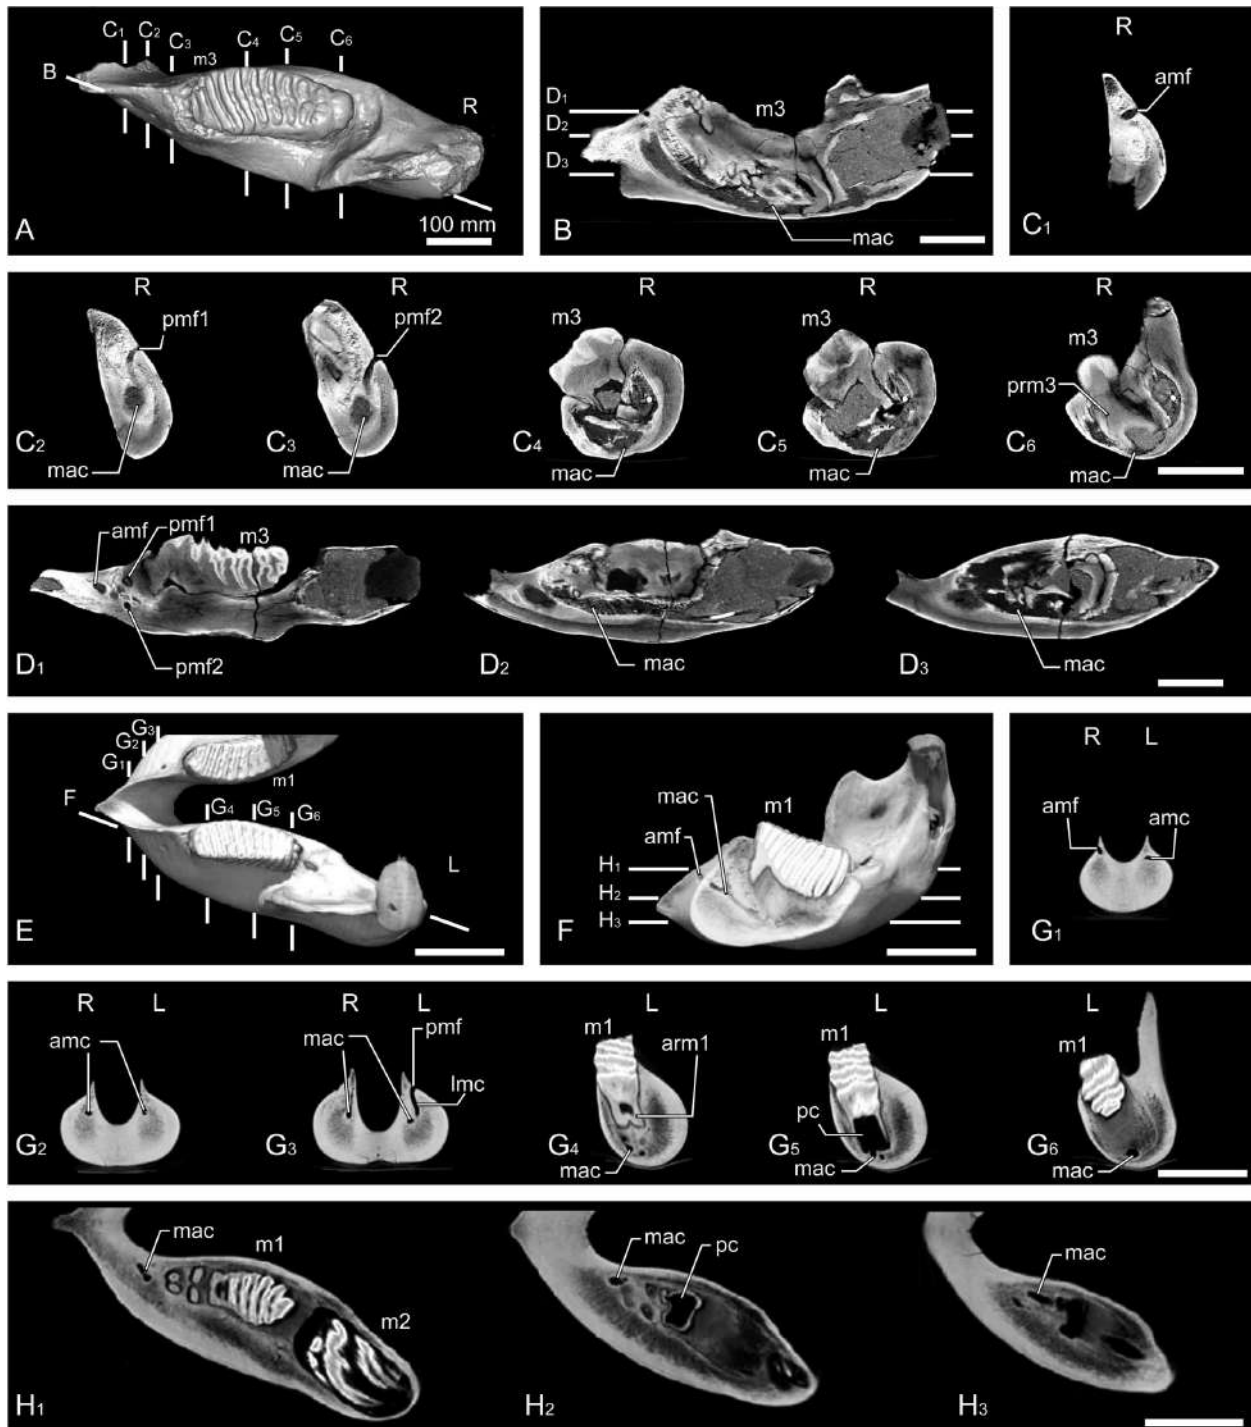 C1 C2 C3 m3 C4 C5 C6
B
R
A
100 mm
D1
D2
D3
m3
mac
B
R
amf
C1
R
pmf1
mac
C2
R
pmf2
mac
C3
R
m3
mac
C4
R
m3
mac
C5
R
m3
prm3
mac
C6
amf
pmf1
m3
pmf2
D1
mac
D2
mac
D3
G3
G2
G1
m1
F
G4 G5 G6
L
E
mac
m1
amf
H1
H2
H3
F
R L
amf
amc
G1
R L
amc
G2
R L
mac
pmf
lmc
G3
L
m1
arm1
mac
G4
L
m1
pc
mac
G5
L
m1
mac
G6
mac
m1
m2
H1
mac
pc
H2
mac
H3